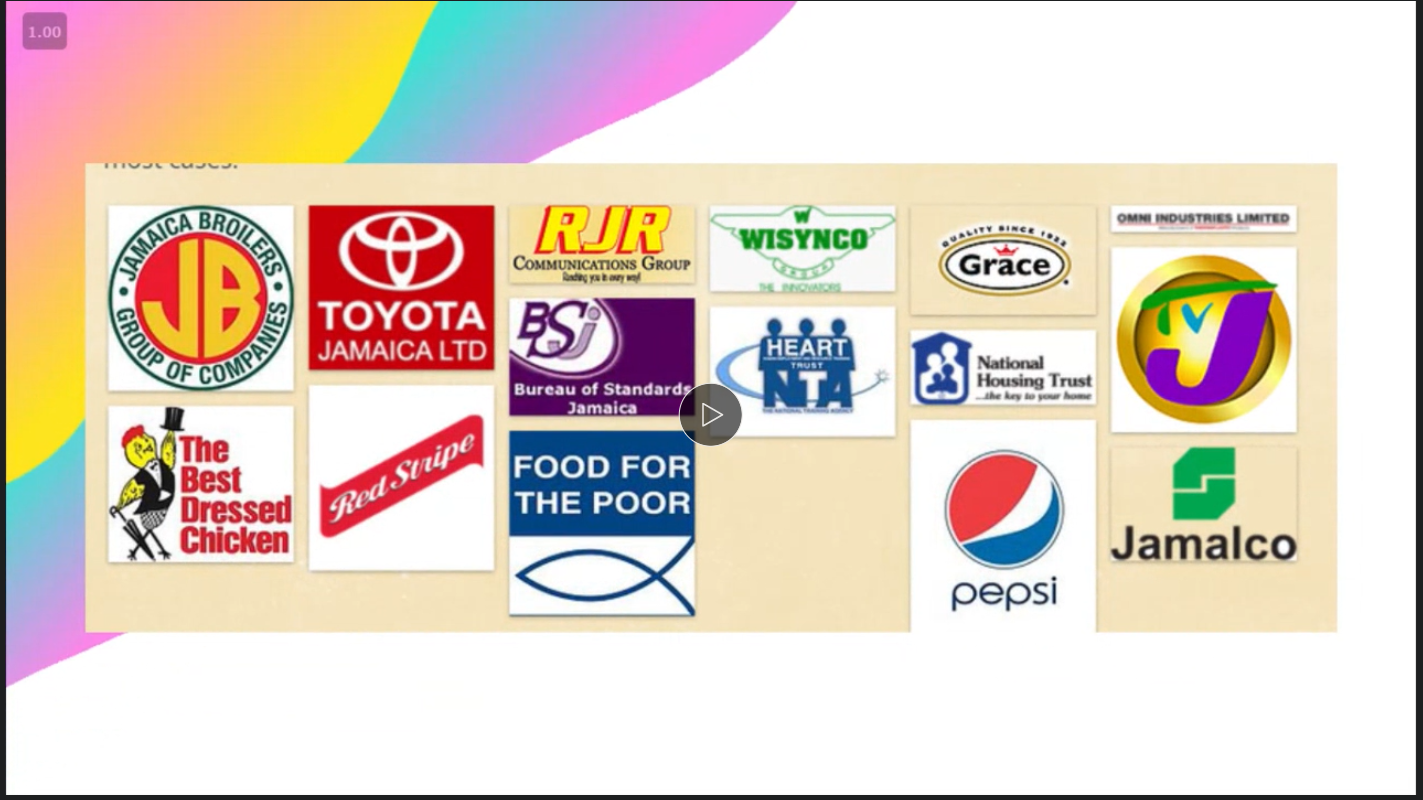 1.00
most cases.
JAMAICA BROILERS
JB
GROUP OF COMPANIES
The
Best
Dressed
Chicken
TOYOTA
JAMAICA LTD
Red Stripe
RJR
COMMUNICATIONS GROUP
Reaching you in every way!
BSj
Bureau of Standards
Jamaica
FOOD FOR
THE POOR
W
WISYNCO
GROUP
THE INNOVATORS
HEART
TRUST
NTA
THE NATIONAL TRAINING AGENCY
QUALITY SINCE 1922
Grace
National
Housing Trust
...the key to your home
pepsi
OMNI INDUSTRIES LIMITED
TVJ
Jamalco